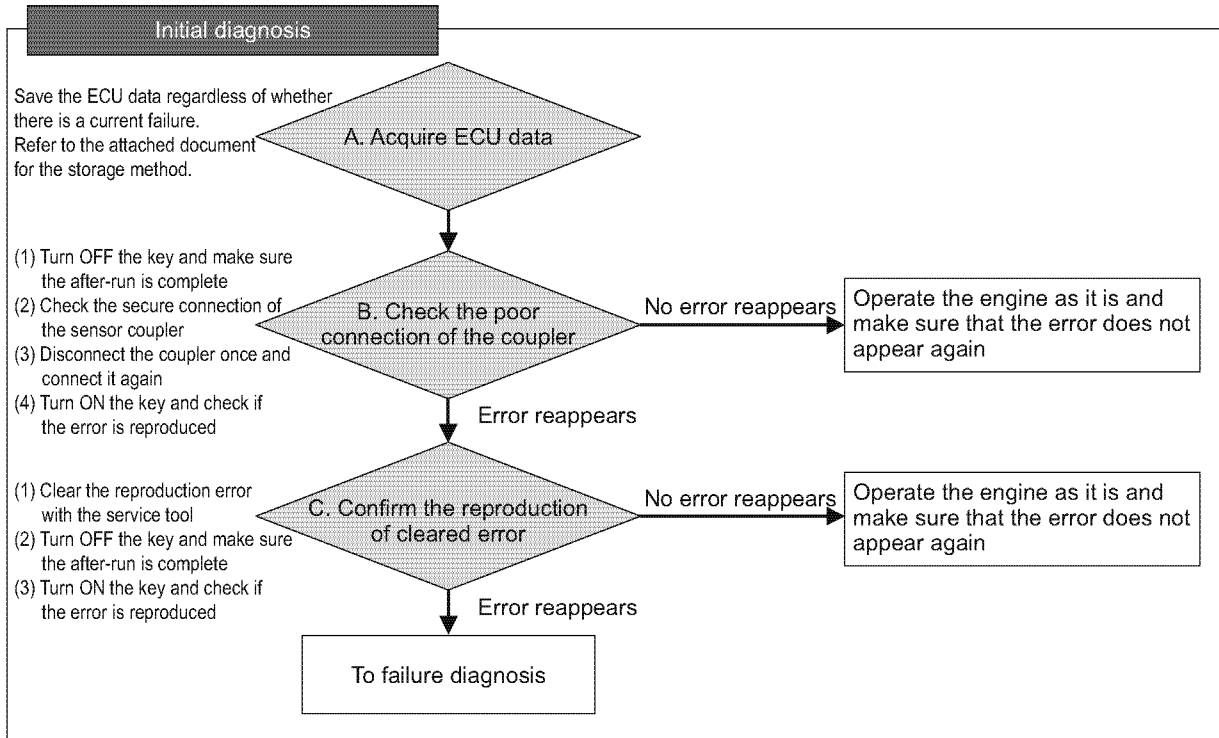 Initial diagnosis
Save the ECU data regardless of whether
there is a current failure.
Refer to the attached document
for the storage method.
A. Acquire ECU data
(1) Turn OFF the key and make sure
the after-run is complete
(2) Check the secure connection of
the sensor coupler
(3) Disconnect the coupler once and
connect it again
(4) Turn ON the key and check if
the error is reproduced
B. Check the poor
connection of the coupler
No error reappears
Operate the engine as it is and
make sure that the error does not
appear again
Error reappears
(1) Clear the reproduction error
with the service tool
(2) Turn OFF the key and make sure
the after-run is complete
(3) Turn ON the key and check if
the error is reproduced
C. Confirm the reproduction
of cleared error
No error reappears
Operate the engine as it is and
make sure that the error does not
appear again
Error reappears
To failure diagnosis